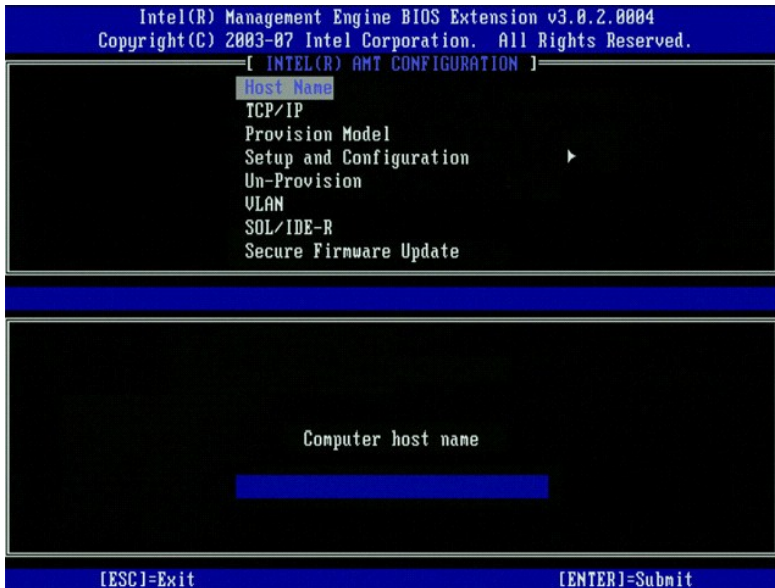 Intel(R) Management Engine BIOS Extension v3.0.2.0004
Copyright(C) 2003-07 Intel Corporation.  All Rights Reserved.
[ INTEL(R) AMT CONFIGURATION ]
Host Name
TCP/IP
Provision Model
Setup and Configuration
Un-Provision
VLAN
SOL/IDE-R
Secure Firmware Update
Computer host name
[ESC]=Exit
[ENTER]=Submit